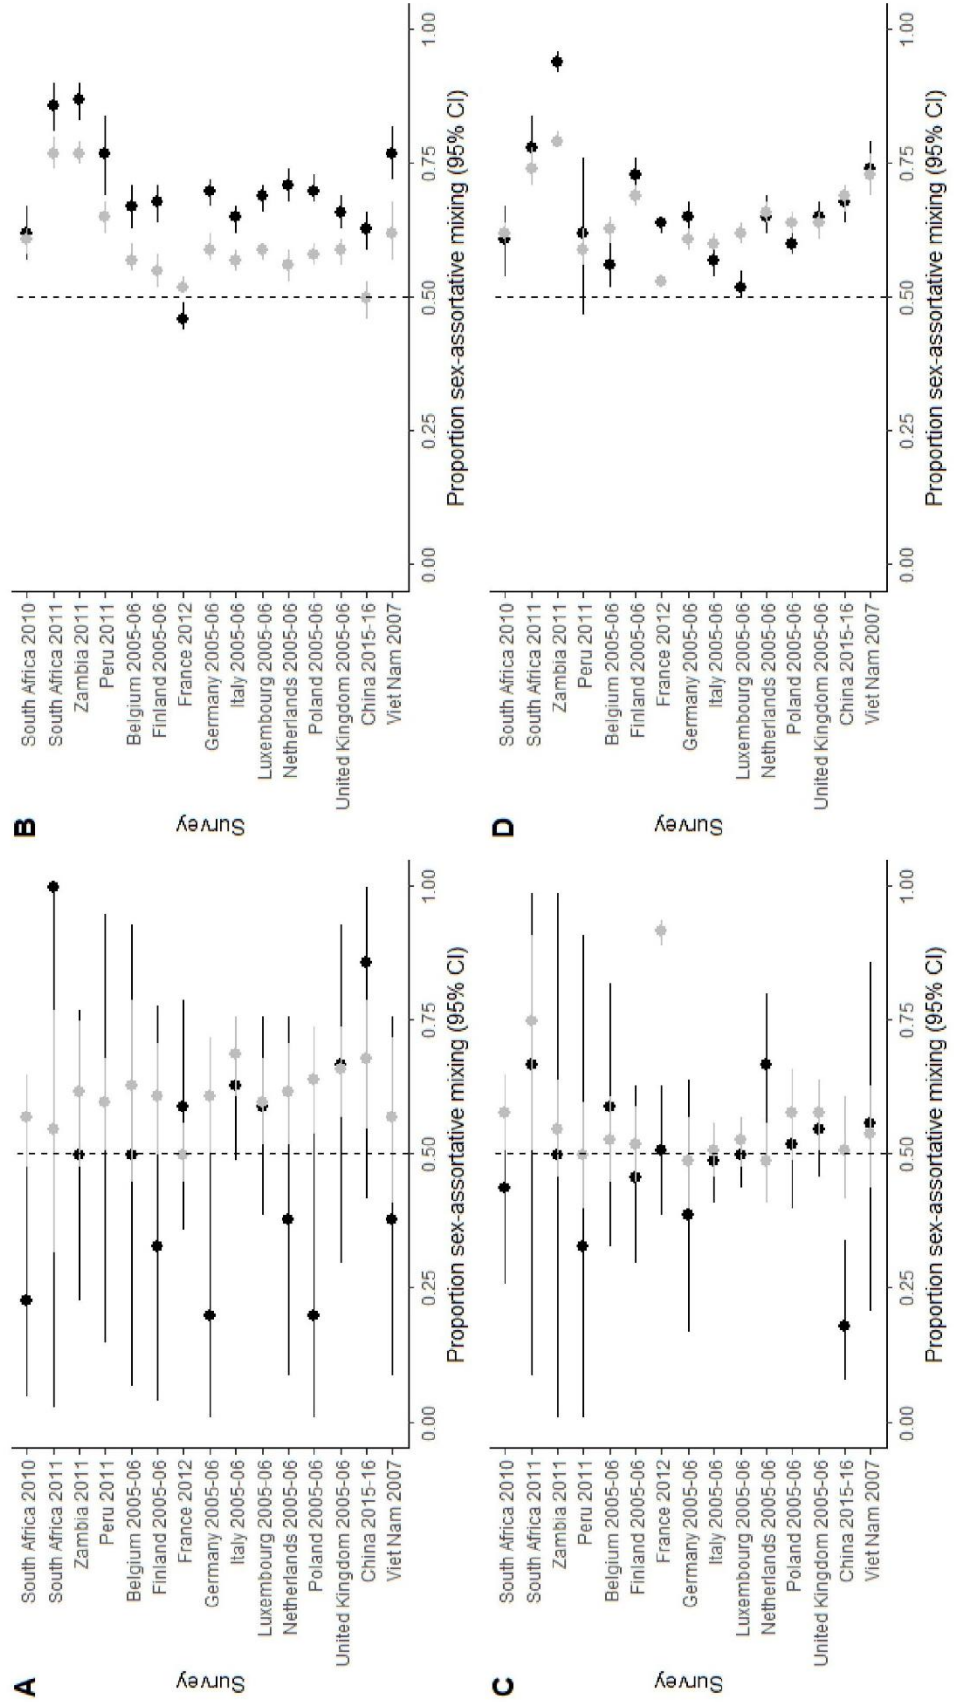 A
Survey
South Africa 2010
South Africa 2011
Zambia 2011
Peru 2011
Belgium 2005-06
Finland 2005-06
France 2012
Germany 2005-06
Italy 2005-06
Luxembourg 2005-06
Netherlands 2005-06
Poland 2005-06
United Kingdom 2005-06
China 2015-16
Viet Nam 2007
0.00 0.25 0.50 0.75 1.00
Proportion sex-assortative mixing (95% CI)
B
Survey
South Africa 2010
South Africa 2011
Zambia 2011
Peru 2011
Belgium 2005-06
Finland 2005-06
France 2012
Germany 2005-06
Italy 2005-06
Luxembourg 2005-06
Netherlands 2005-06
Poland 2005-06
United Kingdom 2005-06
China 2015-16
Viet Nam 2007
0.00 0.25 0.50 0.75 1.00
Proportion sex-assortative mixing (95% CI)
C
Survey
South Africa 2010
South Africa 2011
Zambia 2011
Peru 2011
Belgium 2005-06
Finland 2005-06
France 2012
Germany 2005-06
Italy 2005-06
Luxembourg 2005-06
Netherlands 2005-06
Poland 2005-06
United Kingdom 2005-06
China 2015-16
Viet Nam 2007
0.00 0.25 0.50 0.75 1.00
Proportion sex-assortative mixing (95% CI)
D
Survey
South Africa 2010
South Africa 2011
Zambia 2011
Peru 2011
Belgium 2005-06
Finland 2005-06
France 2012
Germany 2005-06
Italy 2005-06
Luxembourg 2005-06
Netherlands 2005-06
Poland 2005-06
United Kingdom 2005-06
China 2015-16
Viet Nam 2007
0.00 0.25 0.50 0.75 1.00
Proportion sex-assortative mixing (95% CI)